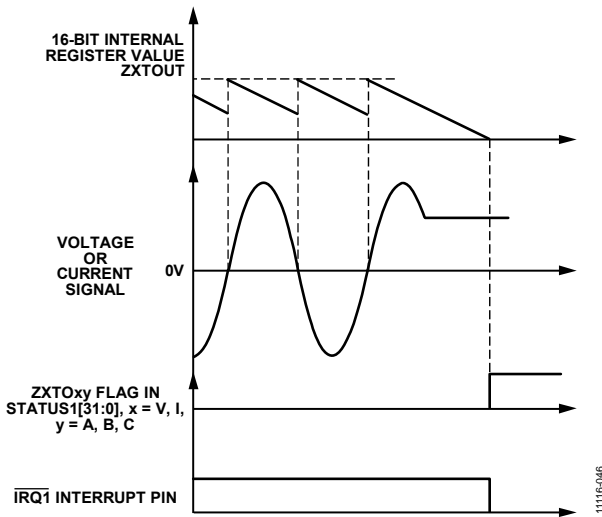 16-BIT INTERNAL
REGISTER VALUE
ZXTOUT
VOLTAGE
OR
CURRENT
SIGNAL
0V
ZXTOxy FLAG IN
STATUS1[31:0], x = V, I,
y = A, B, C
IRQ1 INTERRUPT PIN
11116-046